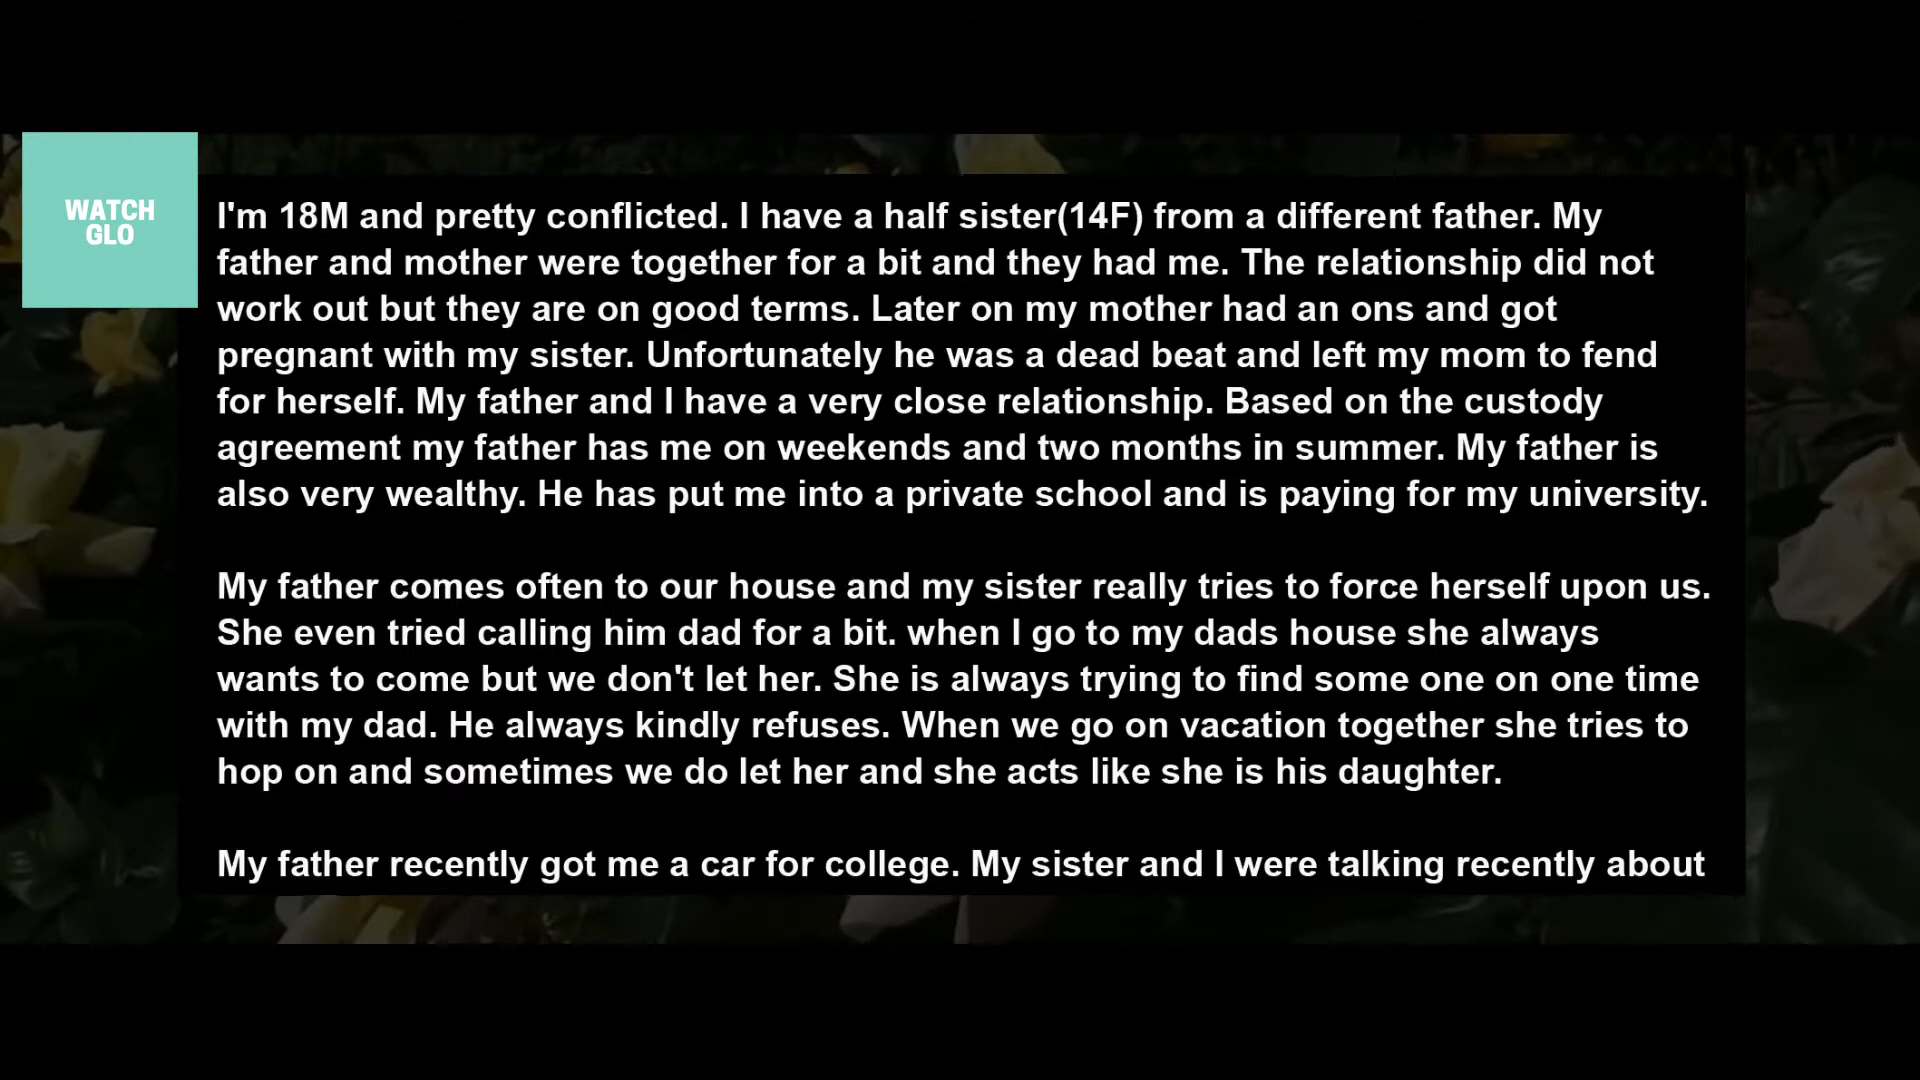 WATCH
GLO
I'm 18M and pretty conflicted. I have a half sister(14F) from a different father. My
father and mother were together for a bit and they had me. The relationship did not
work out but they are on good terms. Later on my mother had an ons and got
pregnant with my sister. Unfortunately he was a dead beat and left my mom to fend
for herself. My father and I have a very close relationship. Based on the custody
agreement my father has me on weekends and two months in summer. My father is
also very wealthy. He has put me into a private school and is paying for my university.
My father comes often to our house and my sister really tries to force herself upon us.
She even tried calling him dad for a bit. when I go to my dads house she always
wants to come but we don't let her. She is always trying to find some one on one time
with my dad. He always kindly refuses. When we go on vacation together she tries to
hop on and sometimes we do let her and she acts like she is his daughter.
My father recently got me a car for college. My sister and I were talking recently about